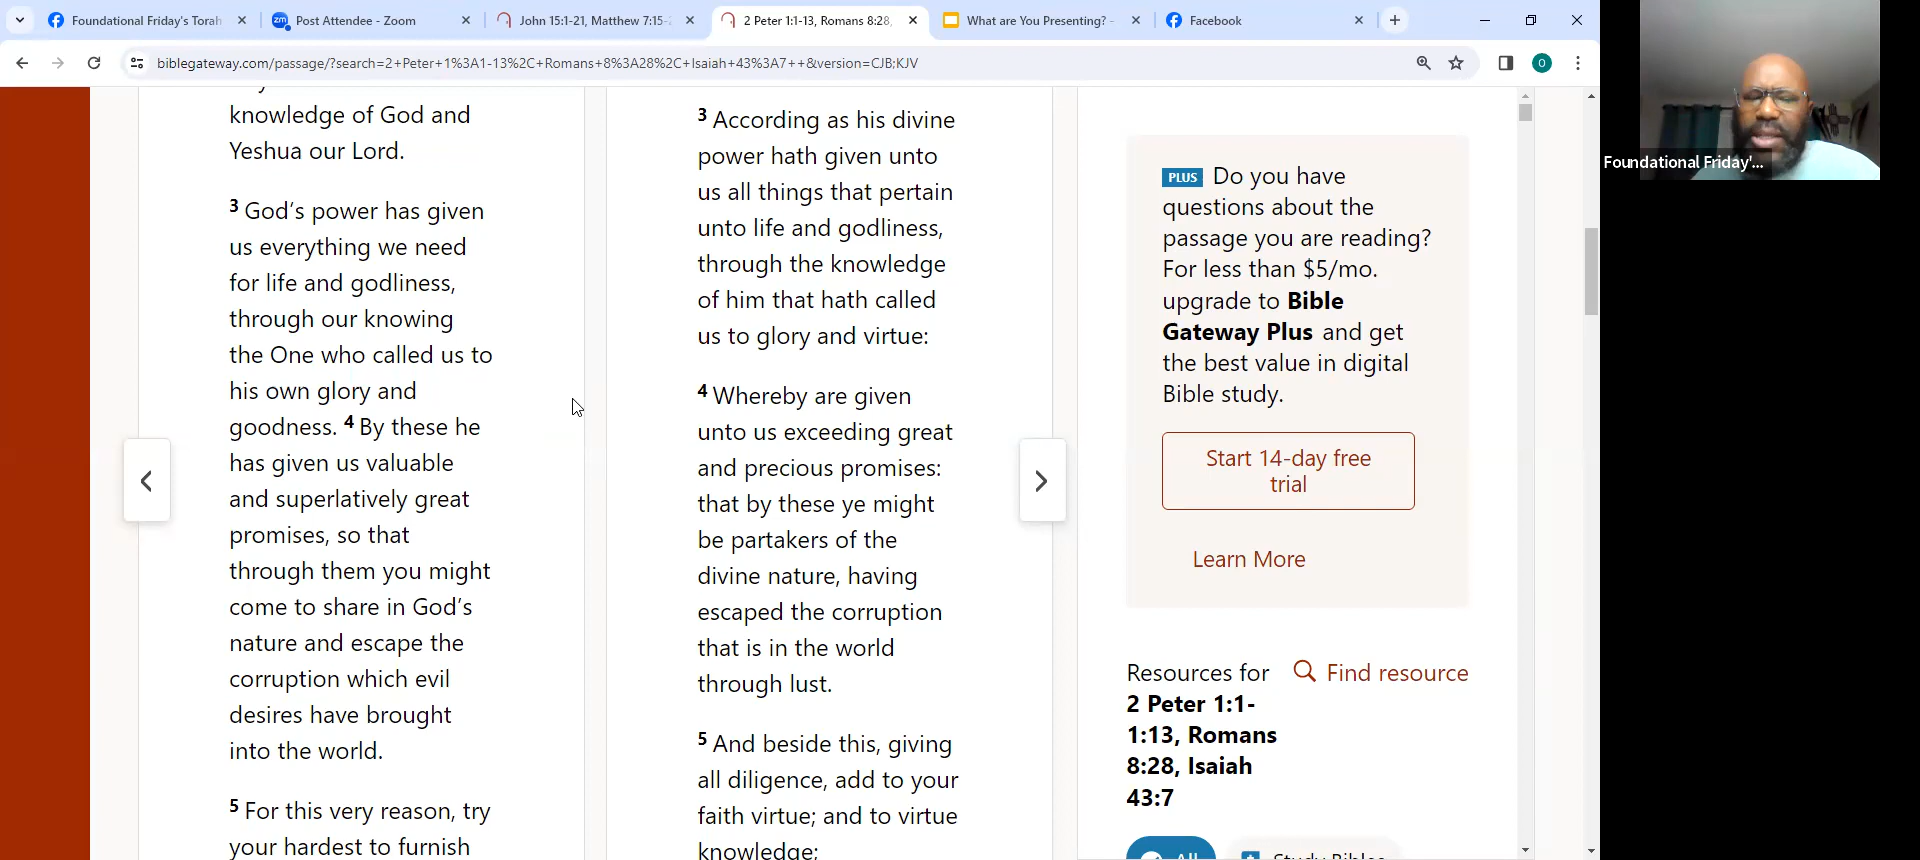 Foundational Friday's Torah
Post Attendee - Zoom
John 15:1-21, Matthew 7:15-2
2 Peter 1:1-13, Romans 8:28,
What are You Presenting? -
Facebook
biblegateway.com/passage/?search=2+Peter+1%3A1-13%2C+Romans+8%3A28%2C+Isaiah+43%3A7++&version=CJB;KJV
O
Foundational Friday'...
knowledge of God and
Yeshua our Lord.
3 God's power has given
us everything we need
for life and godliness,
through our knowing
the One who called us to
his own glory and
goodness. 4 By these he
has given us valuable
and superlatively great
promises, so that
through them you might
come to share in God's
nature and escape the
corruption which evil
desires have brought
into the world.
5 For this very reason, try
your hardest to furnish
3 According as his divine
power hath given unto
us all things that pertain
unto life and godliness,
through the knowledge
of him that hath called
us to glory and virtue:
4 Whereby are given
unto us exceeding great
and precious promises:
that by these ye might
be partakers of the
divine nature, having
escaped the corruption
that is in the world
through lust.
5 And beside this, giving
all diligence, add to your
faith virtue; and to virtue
knowledge;
PLUS Do you have
questions about the
passage you are reading?
For less than $5/mo.
upgrade to Bible
Gateway Plus and get
the best value in digital
Bible study.
Start 14-day free
trial
Learn More
Resources for
2 Peter 1:1-
1:13, Romans
8:28, Isaiah
43:7
Find resource
All
Study Bibles